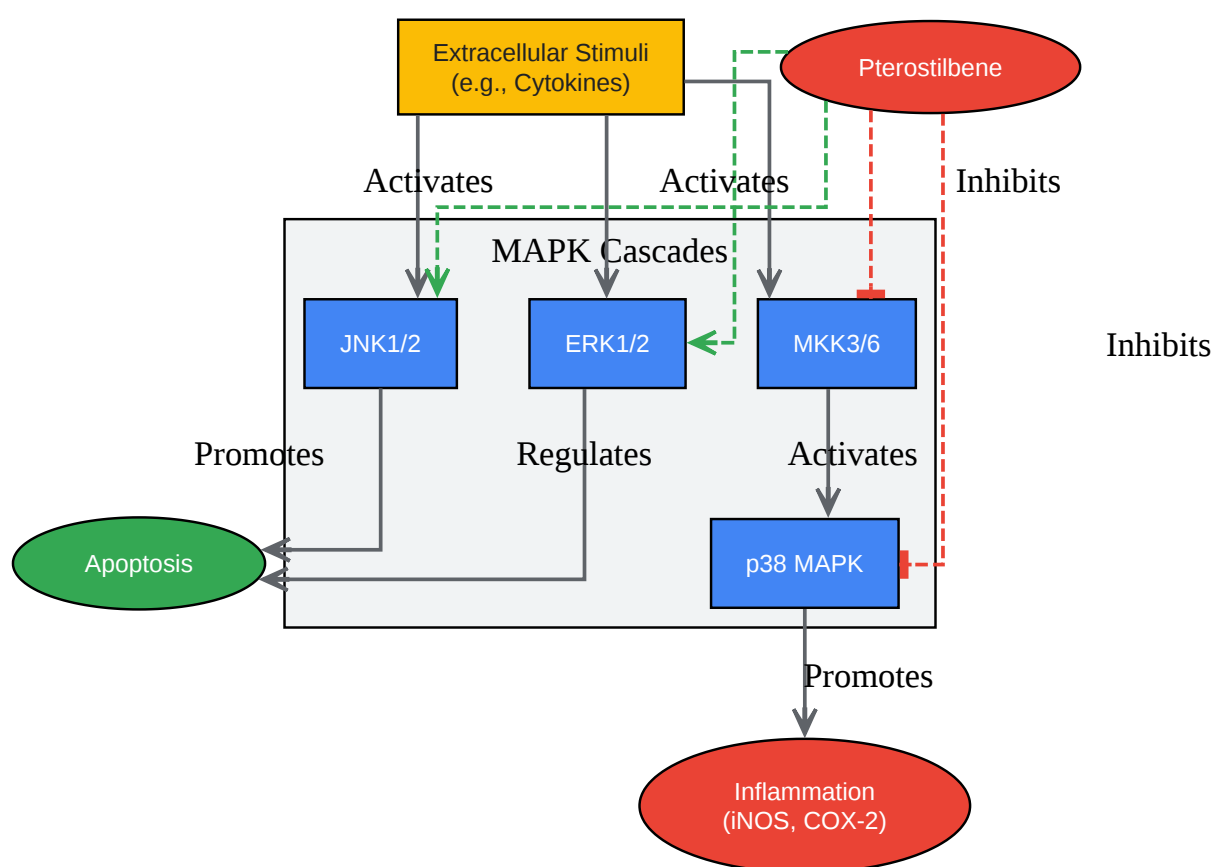 Extracellular Stimuli
(e.g., Cytokines)
Pterostilbene
Activates
Activates
Inhibits
MAPK Cascades
JNK1/2
ERK1/2
MKK3/6
Inhibits
Promotes
Regulates
Activates
Apoptosis
p38 MAPK
Promotes
Inflammation
(iNOS, COX-2)